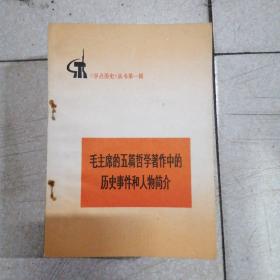 《学点历史》丛书第一辑
毛主席的五篇哲学著作中的
历史事件和人物简介